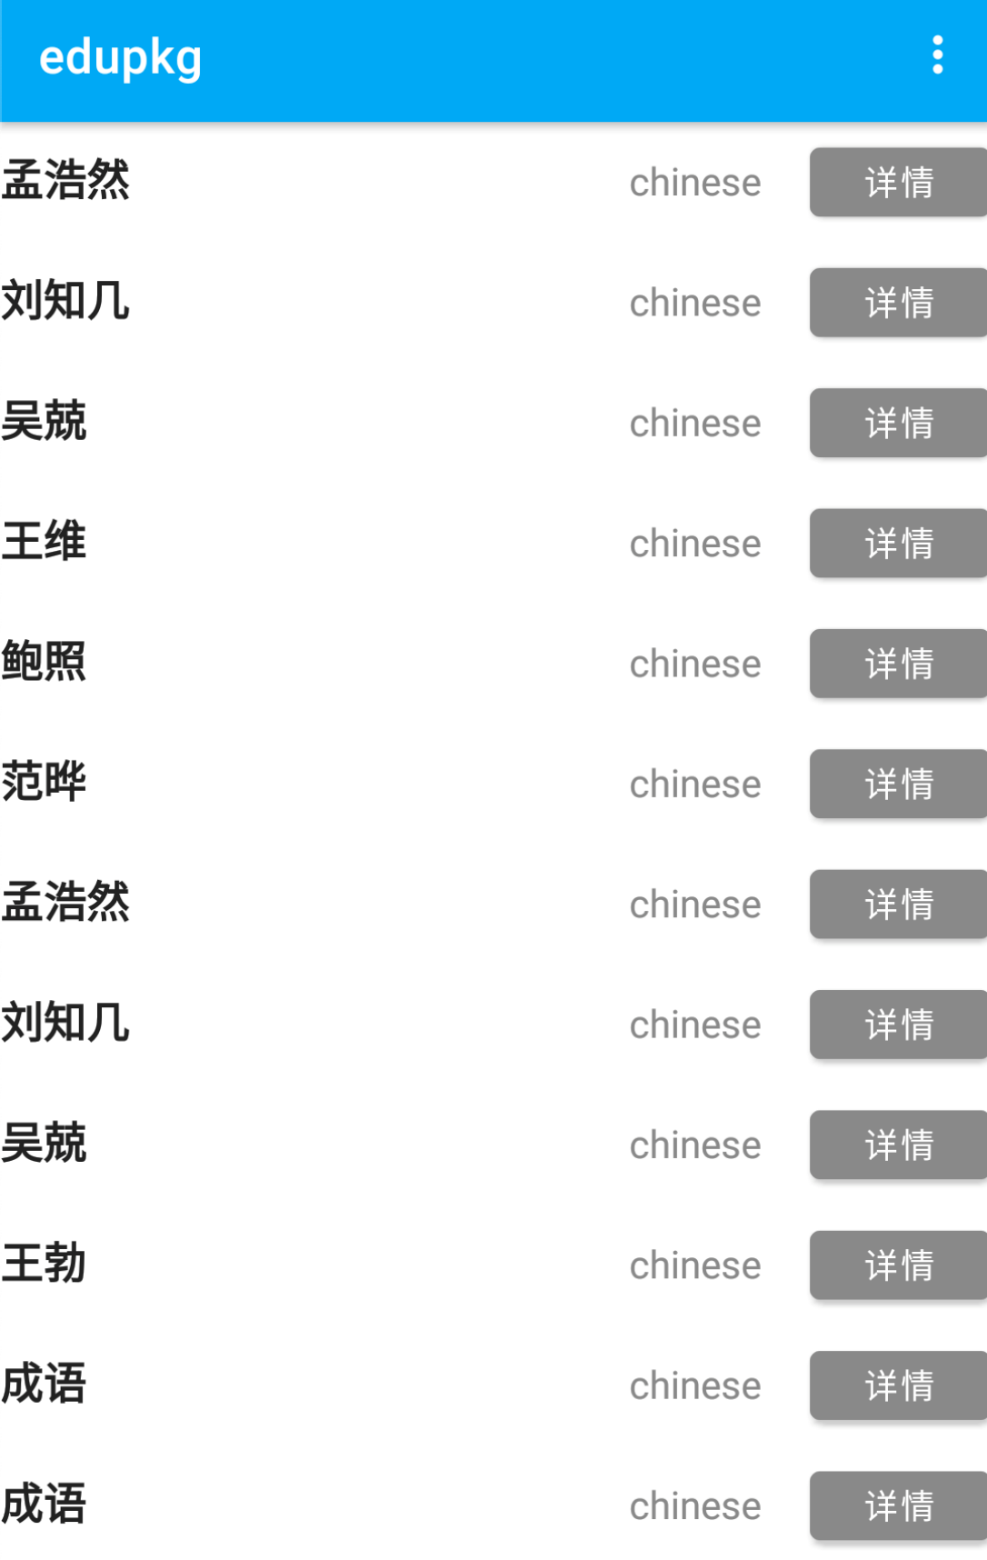 edupkg
孟浩然 chinese 详情
刘知几 chinese 详情
吴兢 chinese 详情
王维 chinese 详情
鲍照 chinese 详情
范晔 chinese 详情
孟浩然 chinese 详情
刘知几 chinese 详情
吴兢 chinese 详情
王勃 chinese 详情
成语 chinese 详情
成语 chinese 详情